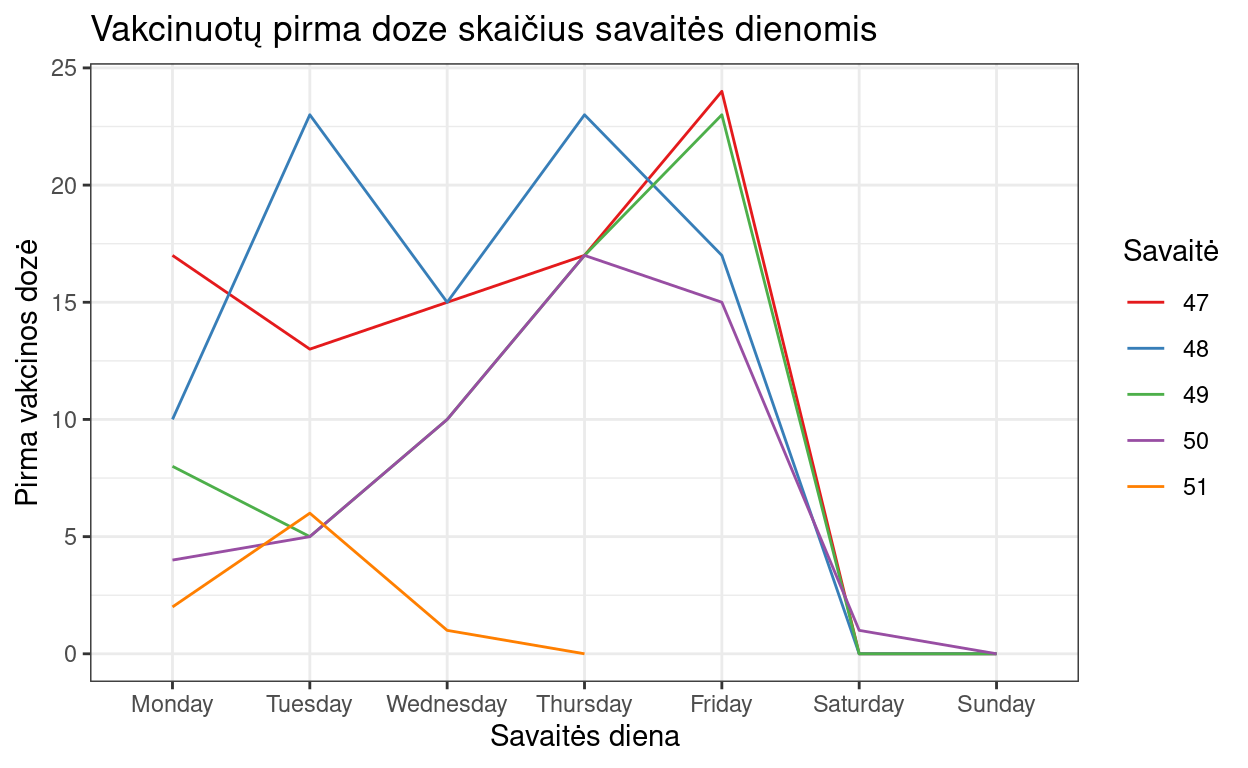 Vakcinuotų pirma doze skaičius savaitės dienomis
Pirma vakcinos dozė
25
20
15
10
5
0
Monday Tuesday Wednesday Thursday Friday Saturday Sunday
Savaitės diena
Savaitė
47
48
49
50
51